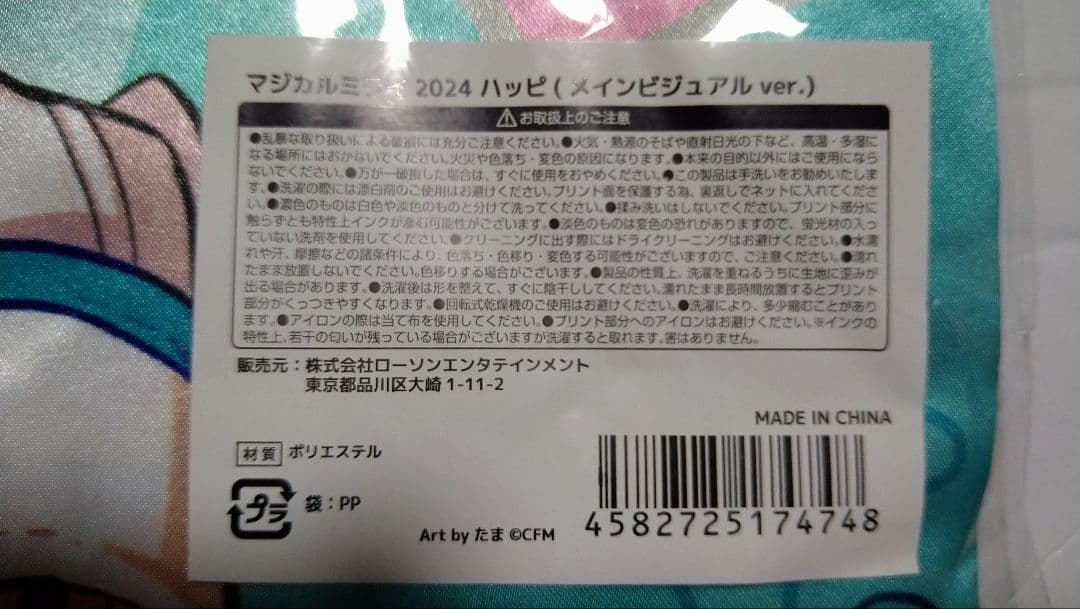 マジカルミライ 2024 ハッピ ( メインビジュアル ver.)
お取扱上のご注意
●乱暴な取り扱いによる破損には充分ご注意ください。●火気・熱源のそばや直射日光の下など、高温・多湿に
なる場所にはおかないでください。火災や色落ち・変色の原因になります。●本来の目的以外にはご使用になら
ないでください。●万が一破損した場合は、すぐに使用をおやめください。●この製品は手洗いをお勧めいたしま
す。●洗濯の際には漂白剤のご使用はお避けください。プリント面を保護する為、裏返しでネットに入れてくださ
い。●濃色のものは白色や淡色のものと分けて洗ってください。●揉み洗いはしないでください。プリント部分に
触らずとも特性上インクが滲む可能性がございます。●淡色のものは変色の恐れがありますので、蛍光材の入っ
ていない洗剤を使用してください。●クリーニングに出す際にはドライクリーニングはお避けください。●水濡
れや汗、摩擦などの諸条件により、色落ち・色移り・変色する可能性がございますので、ご注意ください。●濡れ
たまま放置しないでください。色移りする場合がございます。●製品の性質上、洗濯を重ねるうちに生地に歪みが
出る場合があります。●洗濯後は形を整えて、すぐに陰干ししてください。濡れたまま長時間放置するとプリント
部分がくっつきやすくなります。●回転式乾燥機のご使用はお避けください。●洗濯により、多少縮むことがあり
ます。●アイロンの際は当て布を使用してください。●プリント部分へのアイロンはお避けください。※インクの
特性上、若干の匂いが残っている場合がございますが洗濯すると取れます。害はありません。
販売元：株式会社ローソンエンタテインメント
東京都品川区大崎 1-11-2
MADE IN CHINA
材質 ポリエステル
プラ 袋：PP
4582725174748
Art by たま ©CFM